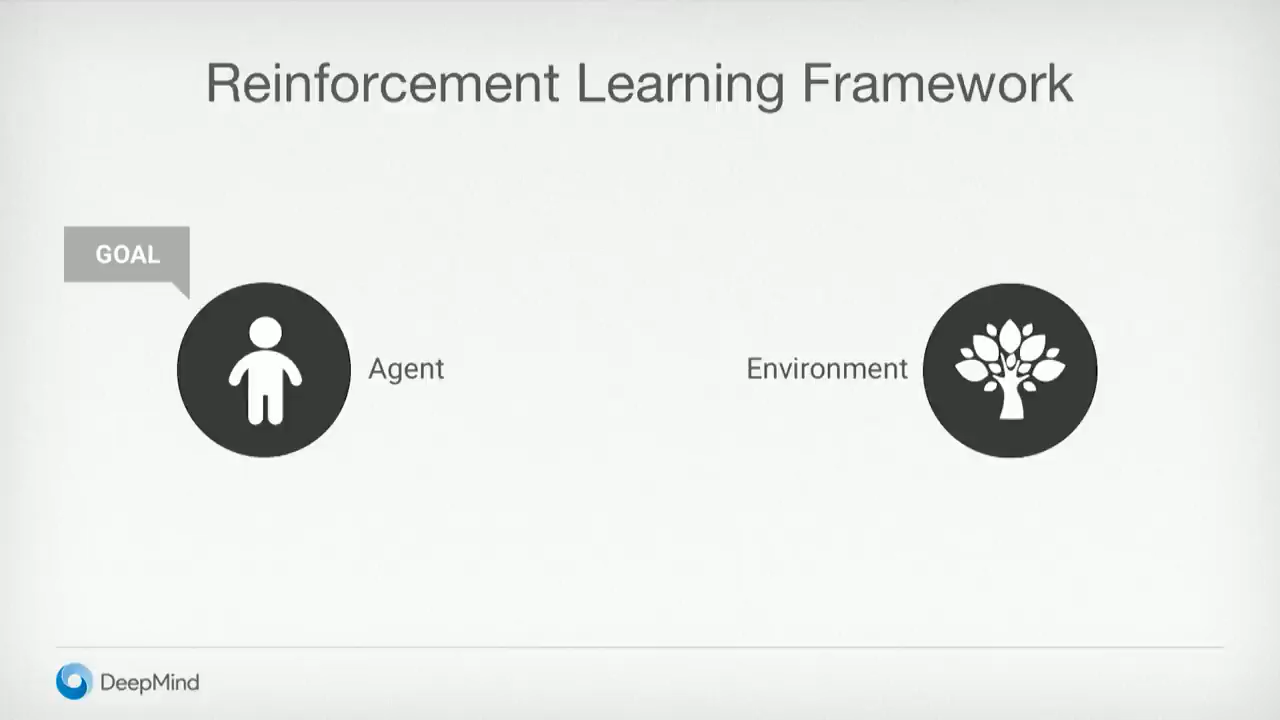 Reinforcement Learning Framework
GOAL
Agent
Environment
DeepMind